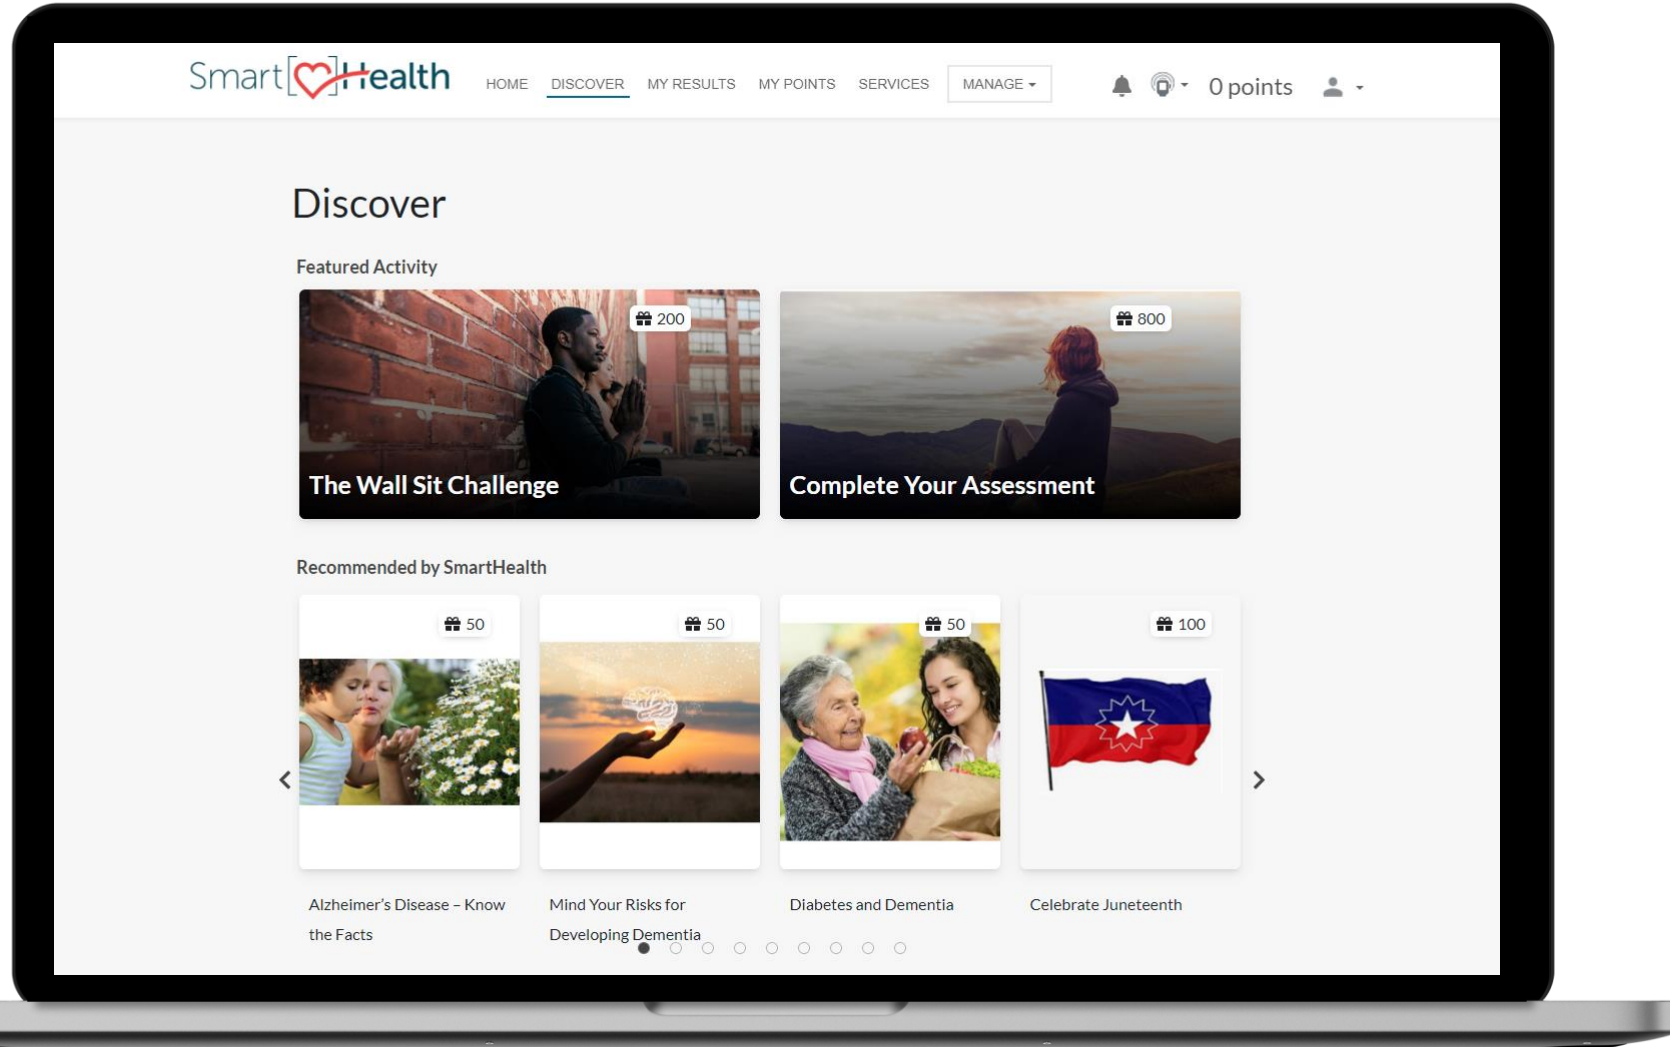 Smart Health
HOME DISCOVER MY RESULTS MY POINTS SERVICES MANAGE 0 points
Discover
Featured Activity
200
800
The Wall Sit Challenge
Complete Your Assessment
Recommended by SmartHealth
50
50
50
100
Alzheimer's Disease – Know
the Facts
Mind Your Risks for
Developing Dementia
Diabetes and Dementia
Celebrate Juneteenth